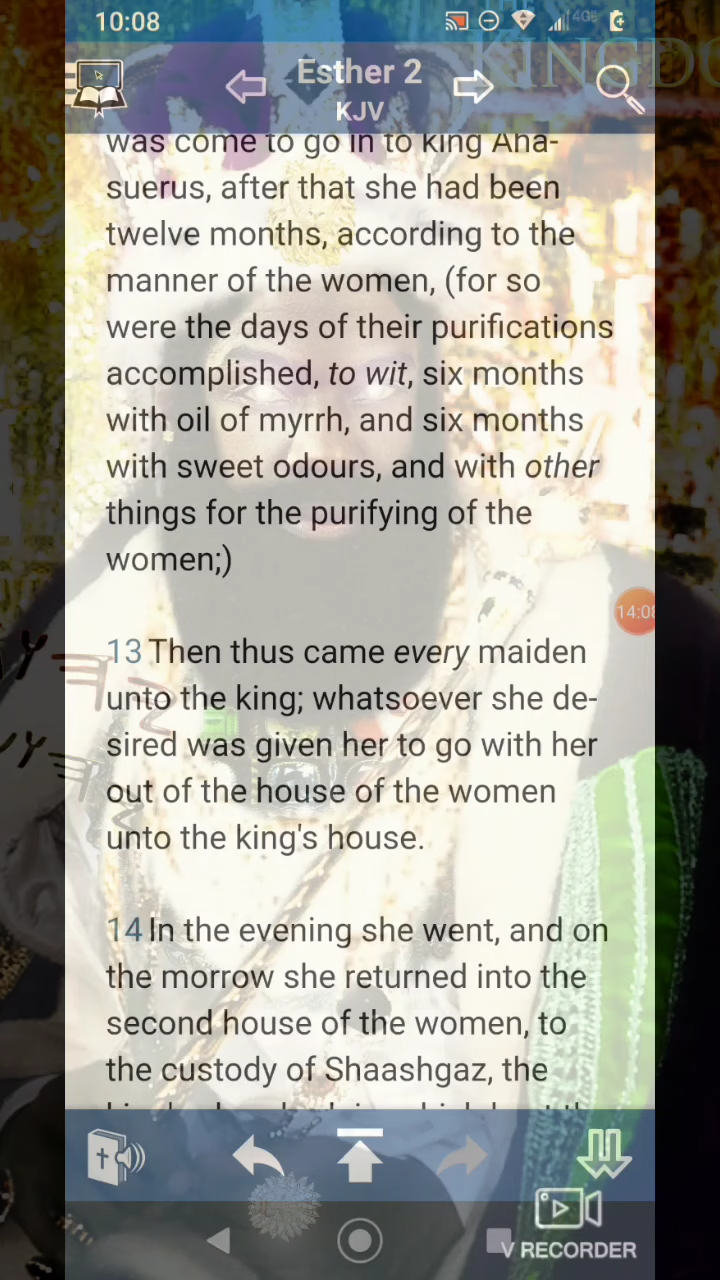 10:08
4G
KINGDO
Esther 2
KJV
was come to go in to king Aha-
suerus, after that she had been
twelve months, according to the
manner of the women, (for so
were the days of their purifications
accomplished, to wit, six months
with oil of myrrh, and six months
with sweet odours, and with other
things for the purifying of the
women;)
14:08
13 Then thus came every maiden
unto the king; whatsoever she de-
sired was given her to go with her
out of the house of the women
unto the king's house.
14 In the evening she went, and on
the morrow she returned into the
second house of the women, to
the custody of Shaashgaz, the
V RECORDER